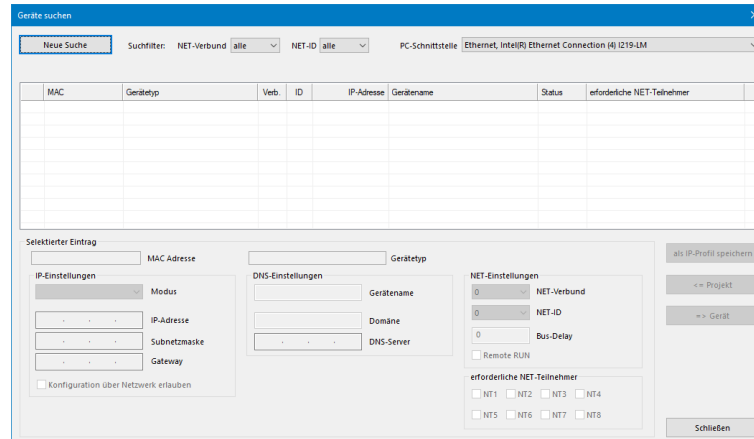 Geräte suchen
Neue Suche Suchfilter: NET-Verbund alle NET-ID alle PC-Schnittstelle Ethernet, Intel(R) Ethernet Connection (4) I219-LM
MAC Gerätetyp Verb. ID IP-Adresse Gerätename Status erforderliche NET-Teilnehmer
Selektierter Eintrag
MAC Adresse Gerätetyp als IP-Profil speichern
IP-Einstellungen DNS-Einstellungen NET-Einstellungen
Modus Gerätename 0 NET-Verbund <= Projekt
IP-Adresse Domäne 0 NET-ID => Gerät
Subnetzmaske DNS-Server 0 Bus-Delay
Gateway Remote RUN
Konfiguration über Netzwerk erlauben erforderliche NET-Teilnehmer
NT1 NT2 NT3 NT4
NT5 NT6 NT7 NT8
Schließen